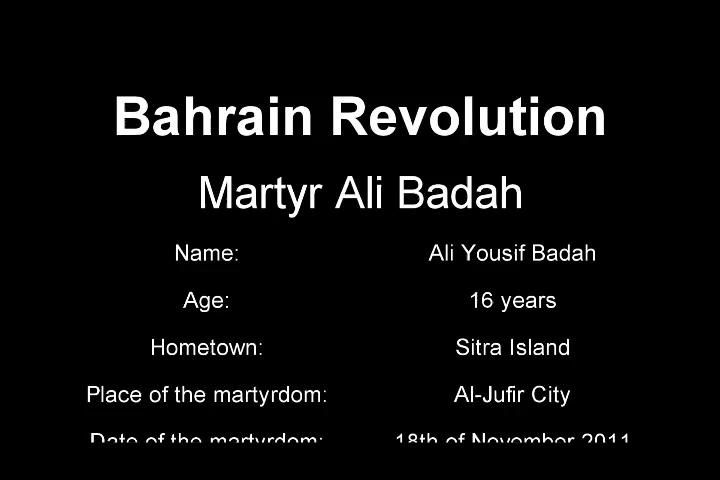 Bahrain Revolution
Martyr Ali Badah
Name: Ali Yousif Badah
Age: 16 years
Hometown: Sitra Island
Place of the martyrdom: Al-Jufir City
Date of the martyrdom: 18th of November 2011